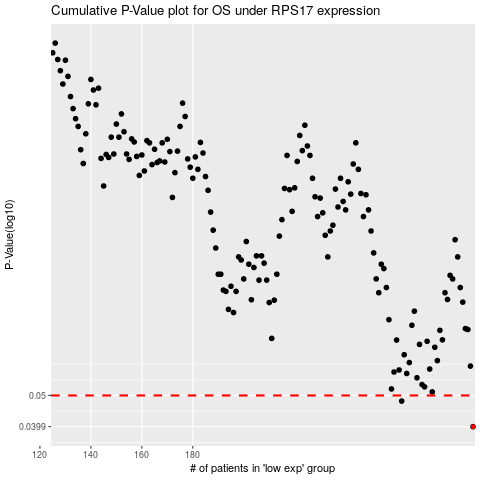 Cumulative P-Value plot for OS under RPS17 expression
P-Value(log10)
0.05
0.0399
120 140 160 180
# of patients in 'low exp' group